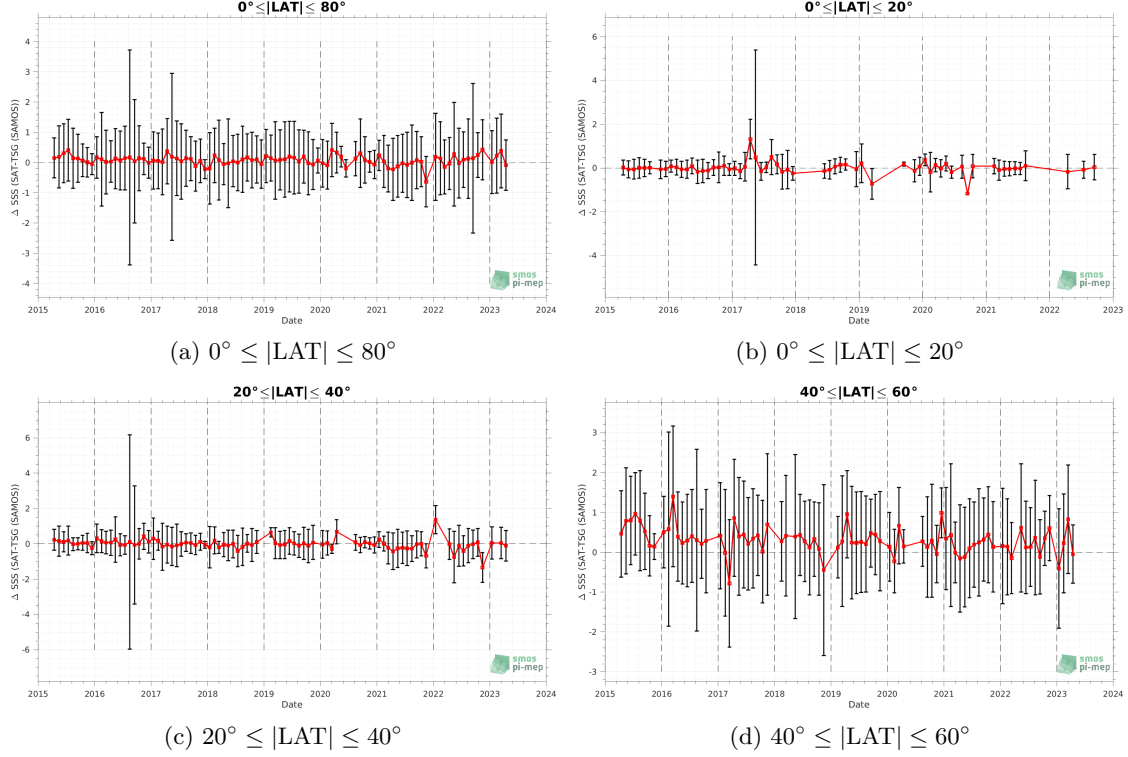 0°≤|LAT|≤ 80°
Δ SSS (SAT-TSG (SAMOS))
4
3
2
1
0
-1
-2
-3
-4
2015 2016 2017 2018 2019 2020 2021 2022 2023 2024
Date
smos
pi-mep
(a) 0° ≤ |LAT| ≤ 80°
0°≤|LAT|≤ 20°
Δ SSS (SAT-TSG (SAMOS))
6
4
2
0
-2
-4
2015 2016 2017 2018 2019 2020 2021 2022 2023
Date
smos
pi-mep
(b) 0° ≤ |LAT| ≤ 20°
20°≤|LAT|≤ 40°
Δ SSS (SAT-TSG (SAMOS))
6
4
2
0
-2
-4
-6
2015 2016 2017 2018 2019 2020 2021 2022 2023 2024
Date
smos
pi-mep
(c) 20° ≤ |LAT| ≤ 40°
40°≤|LAT|≤ 60°
Δ SSS (SAT-TSG (SAMOS))
3
2
1
0
-1
-2
-3
2015 2016 2017 2018 2019 2020 2021 2022 2023 2024
Date
smos
pi-mep
(d) 40° ≤ |LAT| ≤ 60°